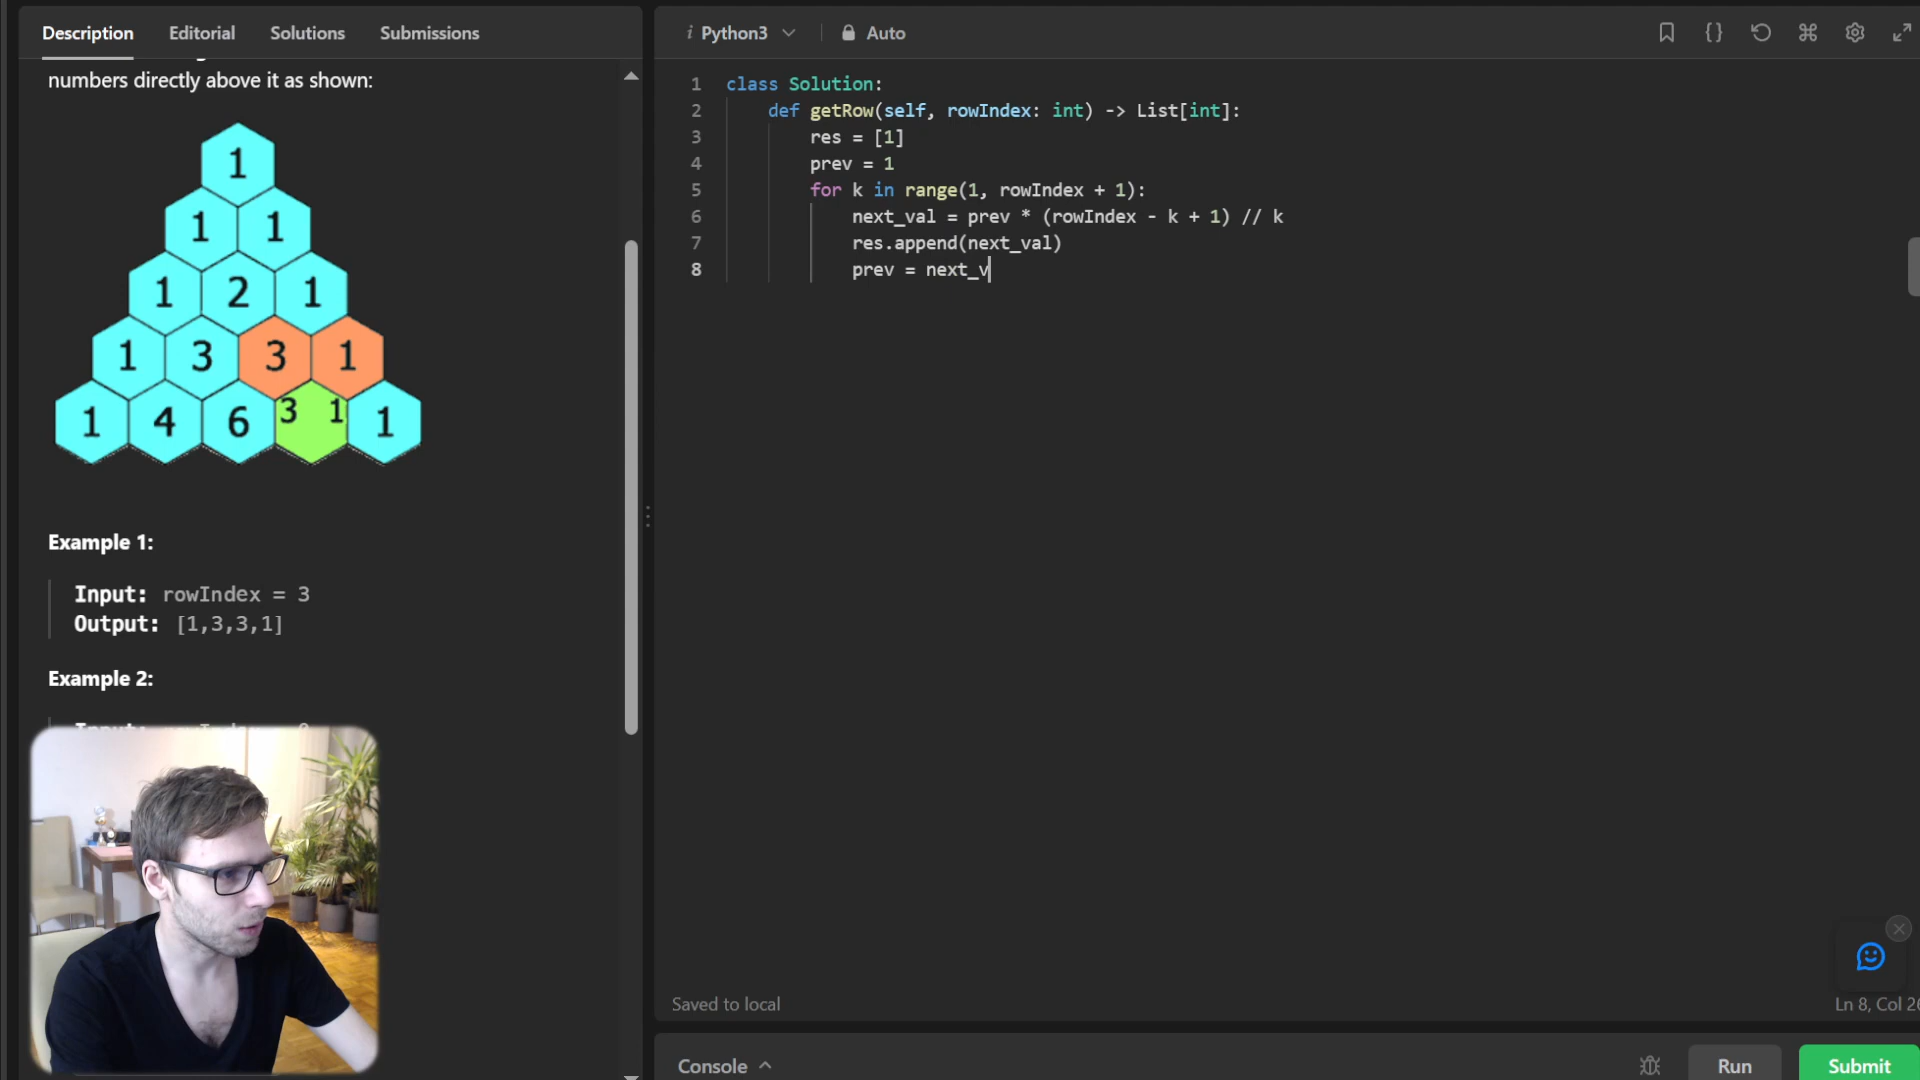 Description Editorial Solutions Submissions
numbers directly above it as shown:
1
1 1
1 2 1
1 3 3 1
1 4 6 3 1 1
Example 1:
Input: rowIndex = 3
Output: [1,3,3,1]
Example 2:
i Python3 Auto
1 class Solution:
2 def getRow(self, rowIndex: int) -> List[int]:
3 res = [1]
4 prev = 1
5 for k in range(1, rowIndex + 1):
6 next_val = prev * (rowIndex - k + 1) // k
7 res.append(next_val)
8 prev = next_v
Saved to local
Ln 8, Col 26
Console
Run
Submit